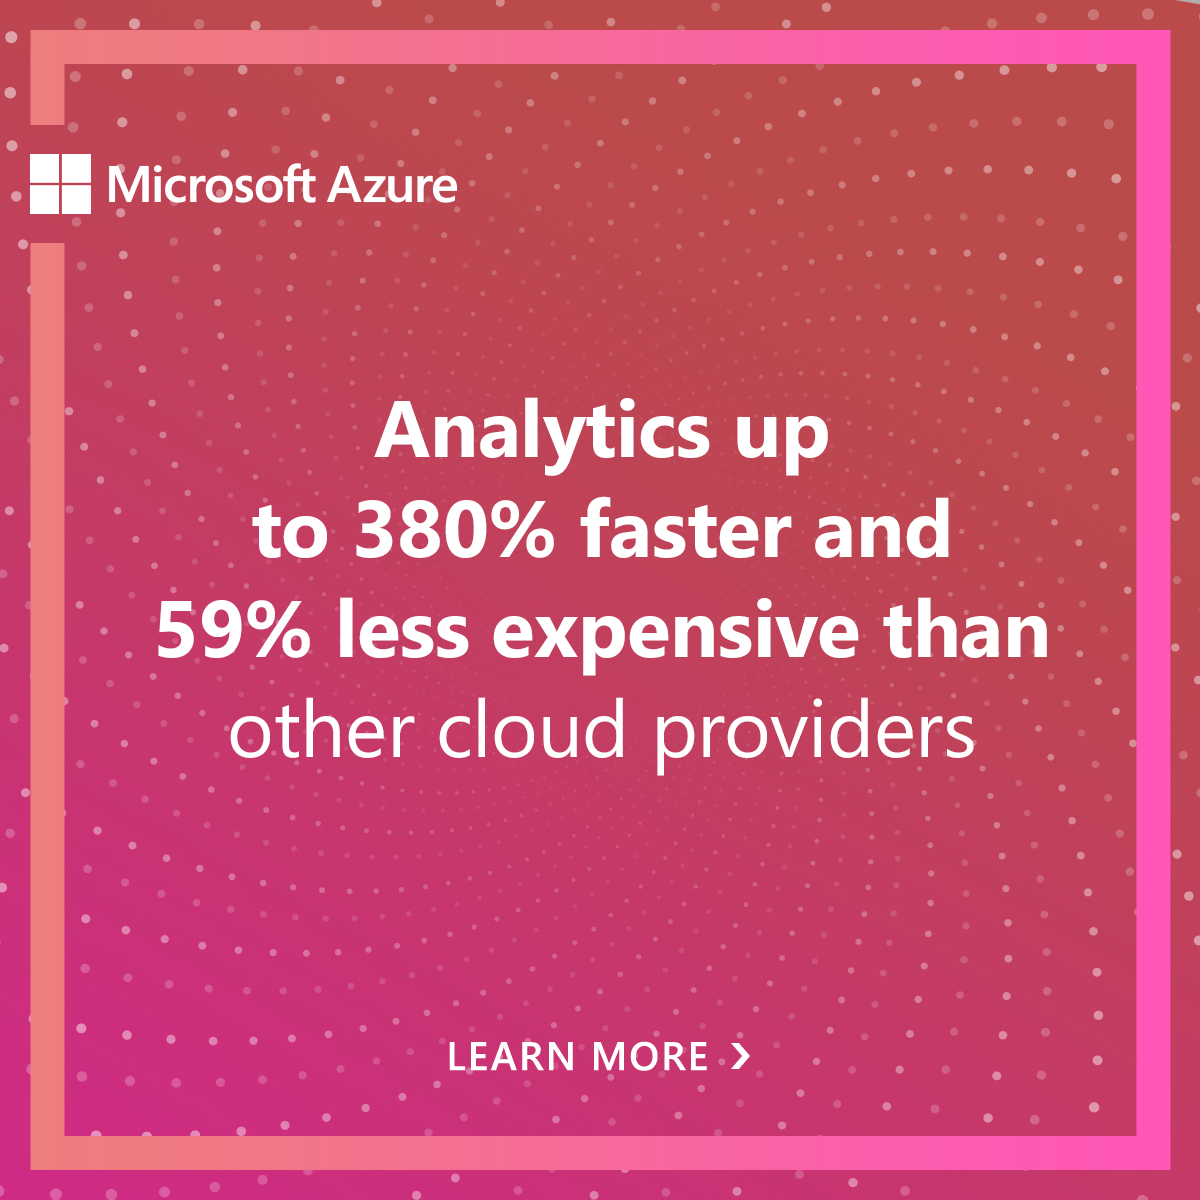 Microsoft Azure
Analytics up
to 380% faster and
59% less expensive than
other cloud providers
LEARN MORE